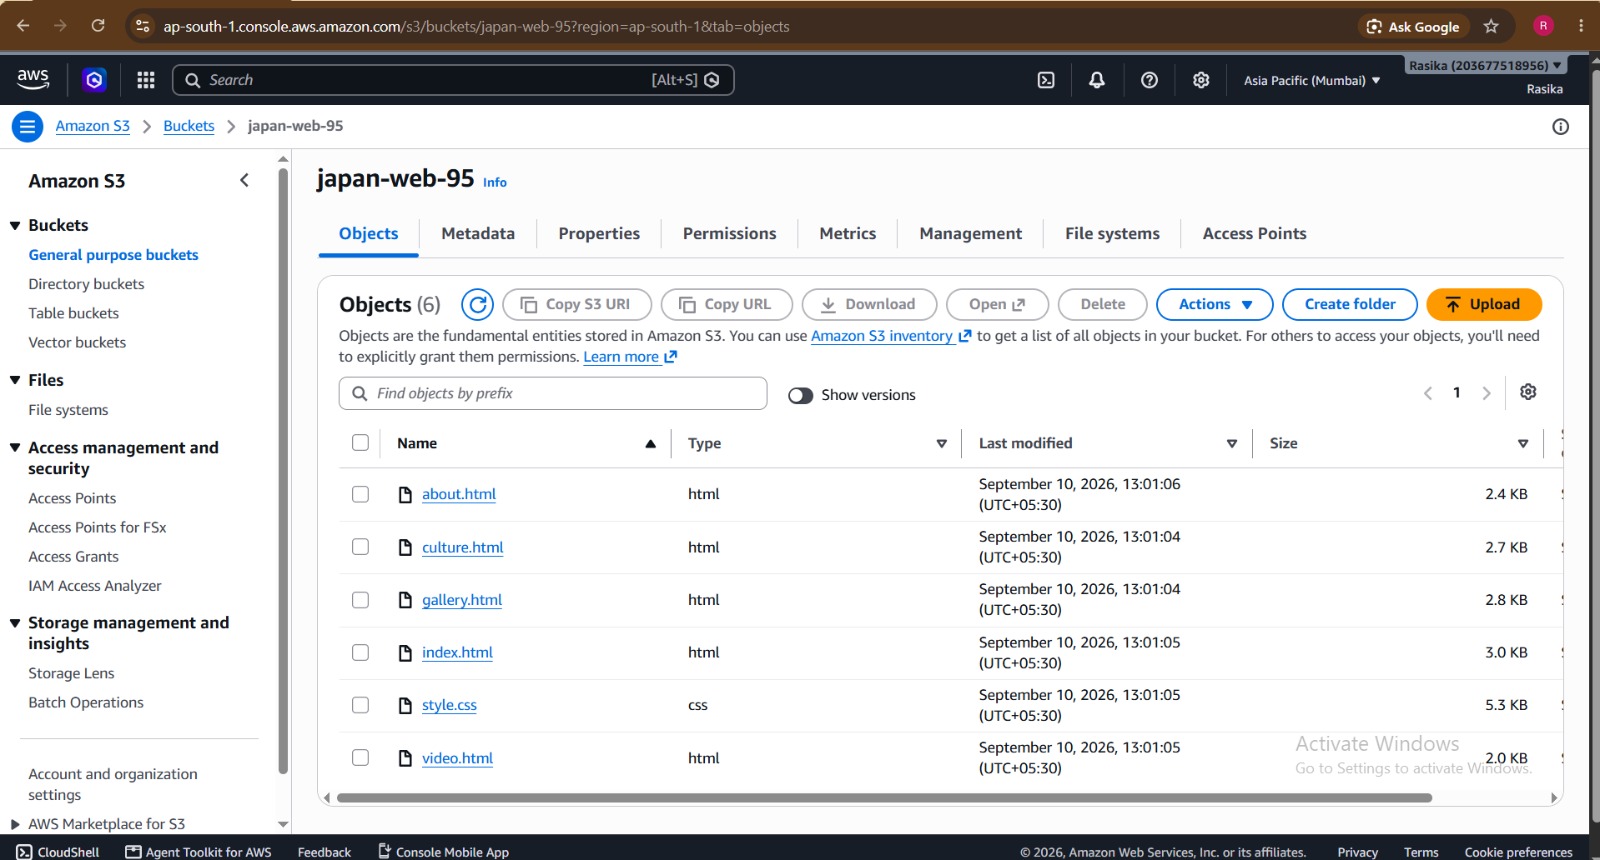 ap-south-1.console.aws.amazon.com/s3/buckets/japan-web-95?region=ap-south-1&tab=objects
Ask Google
R
aws
Search
[Alt+S]
Asia Pacific (Mumbai)
Rasika (203677518956)
Rasika
Amazon S3
Buckets
japan-web-95
Amazon S3
Buckets
General purpose buckets
Directory buckets
Table buckets
Vector buckets
Files
File systems
Access management and
security
Access Points
Access Points for FSx
Access Grants
IAM Access Analyzer
Storage management and
insights
Storage Lens
Batch Operations
Account and organization
settings
AWS Marketplace for S3
japan-web-95 Info
Objects Metadata Properties Permissions Metrics Management File systems Access Points
Objects (6) Copy S3 URI Copy URL Download Open Delete Actions Create folder Upload
Objects are the fundamental entities stored in Amazon S3. You can use Amazon S3 inventory to get a list of all objects in your bucket. For others to access your objects, you'll need
to explicitly grant them permissions. Learn more
Find objects by prefix
Show versions
1
Name Type Last modified Size
about.html html September 10, 2026, 13:01:06 2.4 KB
(UTC+05:30)
culture.html html September 10, 2026, 13:01:04 2.7 KB
(UTC+05:30)
gallery.html html September 10, 2026, 13:01:04 2.8 KB
(UTC+05:30)
index.html html September 10, 2026, 13:01:05 3.0 KB
(UTC+05:30)
style.css css September 10, 2026, 13:01:05 5.3 KB
(UTC+05:30)
video.html html September 10, 2026, 13:01:05 2.0 KB
(UTC+05:30)
Activate Windows
Go to Settings to activate Windows.
CloudShell Agent Toolkit for AWS Feedback Console Mobile App © 2026, Amazon Web Services, Inc. or its affiliates. Privacy Terms Cookie preferences